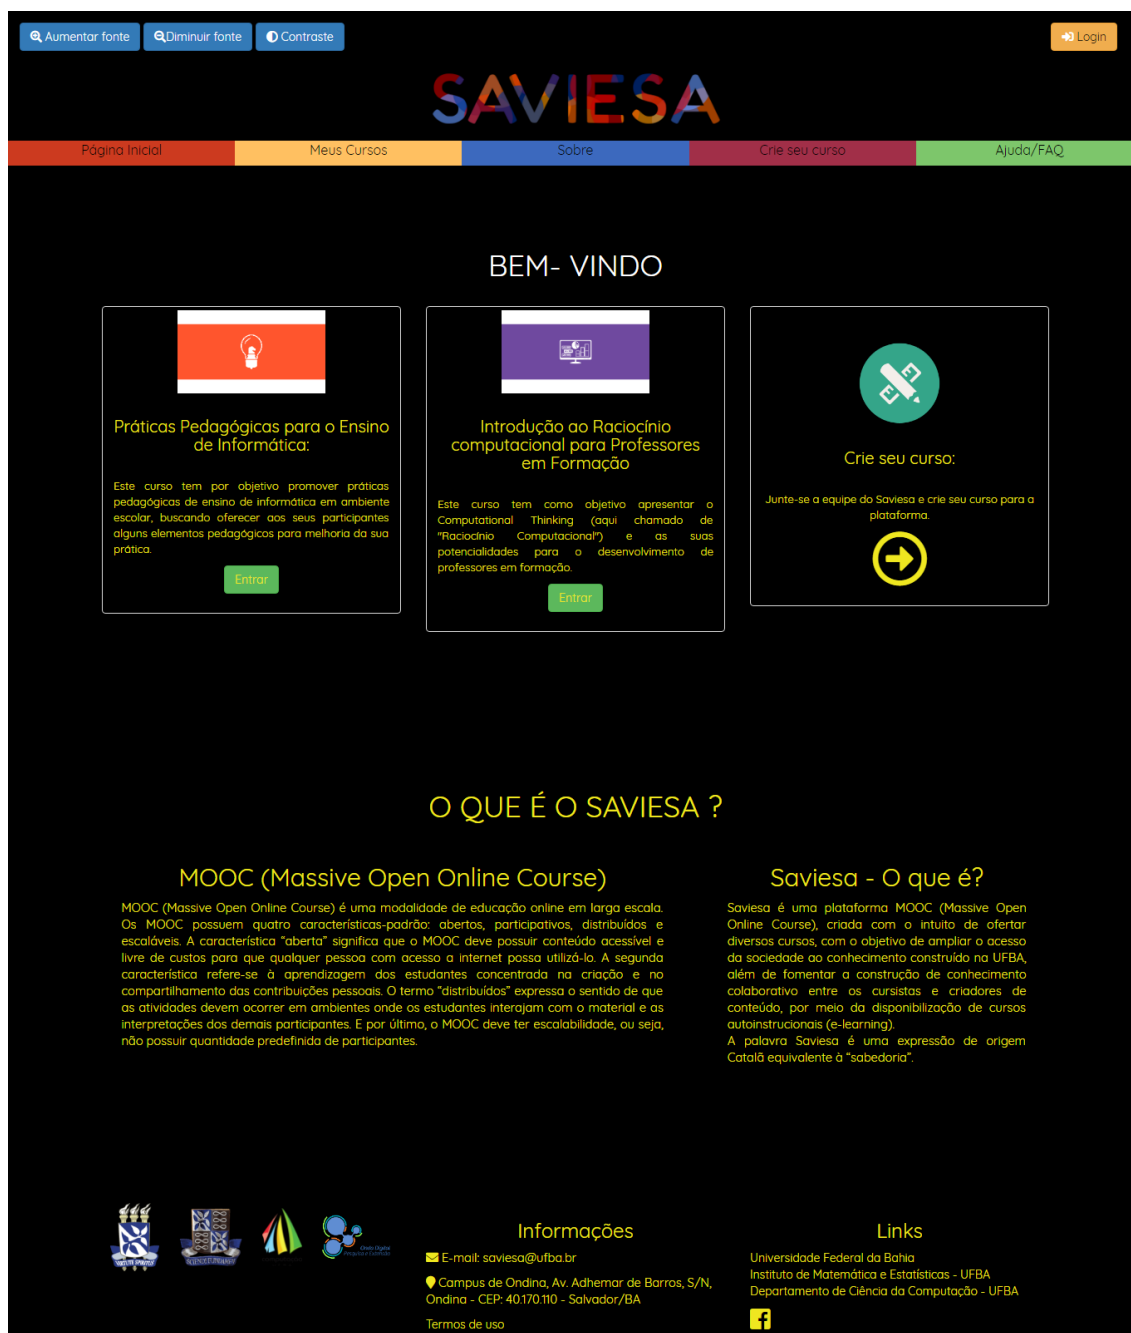 Aumentar fonte
Diminuir fonte
Contraste
Login
SAVIESA
Página Inicial
Meus Cursos
Sobre
Crie seu curso
Ajuda/FAQ
BEM- VINDO
Práticas Pedagógicas para o Ensino
de Informática:
Este curso tem por objetivo promover práticas
pedagógicas de ensino de informática em ambiente
escolar, buscando oferecer aos seus participantes
alguns elementos pedagógicos para melhoria da sua
prática.
Entrar
Introdução ao Raciocínio
computacional para Professores
em Formação
Este curso tem como objetivo apresentar o
Computational Thinking (aqui chamado de
"Raciocínio Computacional") e as suas
potencialidades para o desenvolvimento de
professores em formação.
Entrar
Crie seu curso:
Junte-se a equipe do Saviesa e crie seu curso para a
plataforma.
O QUE É O SAVIESA ?
MOOC (Massive Open Online Course)
MOOC (Massive Open Online Course) é uma modalidade de educação online em larga escala.
Os MOOC possuem quatro características-padrão: abertos, participativos, distribuídos e
escaláveis. A característica “aberta” significa que o MOOC deve possuir conteúdo acessível e
livre de custos para que qualquer pessoa com acesso a internet possa utilizá-lo. A segunda
característica refere-se à aprendizagem dos estudantes concentrada na criação e no
compartilhamento das contribuições pessoais. O termo “distribuídos” expressa o sentido de que
as atividades devem ocorrer em ambientes onde os estudantes interajam com o material e as
interpretações dos demais participantes. E por último, o MOOC deve ter escalabilidade, ou seja,
não possuir quantidade predefinida de participantes.
Saviesa - O que é?
Saviesa é uma plataforma MOOC (Massive Open
Online Course), criada com o intuito de ofertar
diversos cursos, com o objetivo de ampliar o acesso
da sociedade ao conhecimento construído na UFBA,
além de fomentar a construção de conhecimento
colaborativo entre os cursistas e criadores de
conteúdo, por meio da disponibilização de cursos
autoinstrucionais (e-learning).
A palavra Saviesa é uma expressão de origem
Catalã equivalente à “sabedoria”.
VIRTUTE SPIRITUS
Onda Digital
Pesquisa e Extensão
Informações
E-mail: saviesa@ufba.br
Campus de Ondina, Av. Adhemar de Barros, S/N,
Ondina - CEP: 40.170.110 - Salvador/BA
Termos de uso
Links
Universidade Federal da Bahia
Instituto de Matemática e Estatísticas - UFBA
Departamento de Ciência da Computação - UFBA